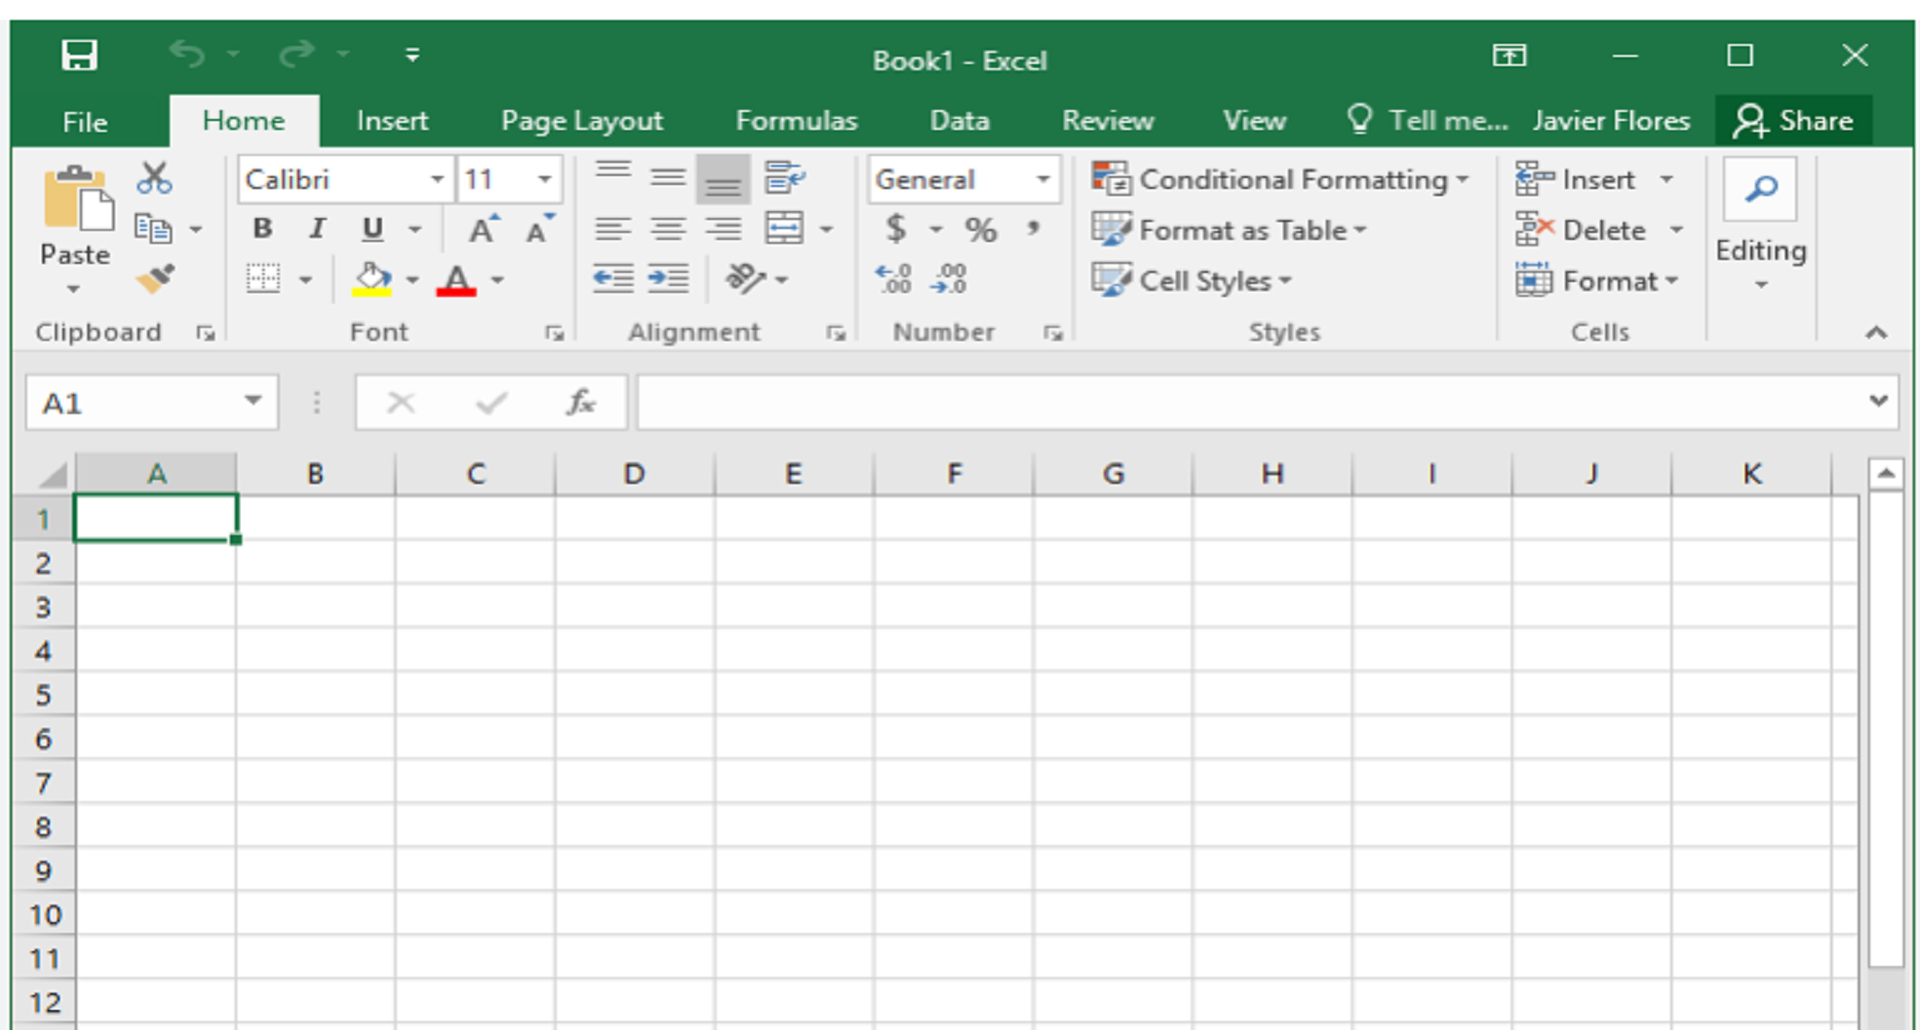 Book1 - Excel
File Home Insert Page Layout Formulas Data Review View Tell me... Javier Flores Share
Calibri 11 General Conditional Formatting Insert
Paste B I U A A $ % , Format as Table Delete Editing
A .0 .00 .00 .0 Cell Styles Format
Clipboard Font Alignment Number Styles Cells
A1 fx
A B C D E F G H I J K
1
2
3
4
5
6
7
8
9
10
11
12